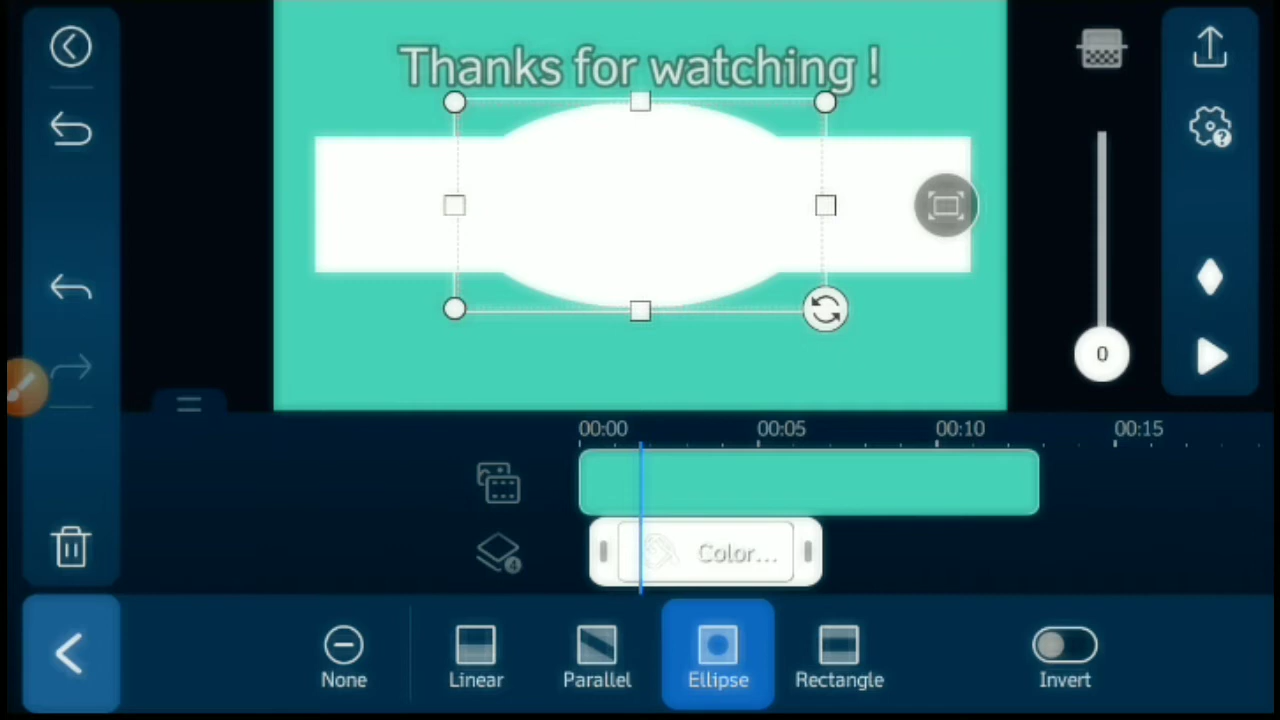 Thanks for watching !
0
00:00
00:05
00:10
00:15
4
Color...
None
Linear
Parallel
Ellipse
Rectangle
Invert